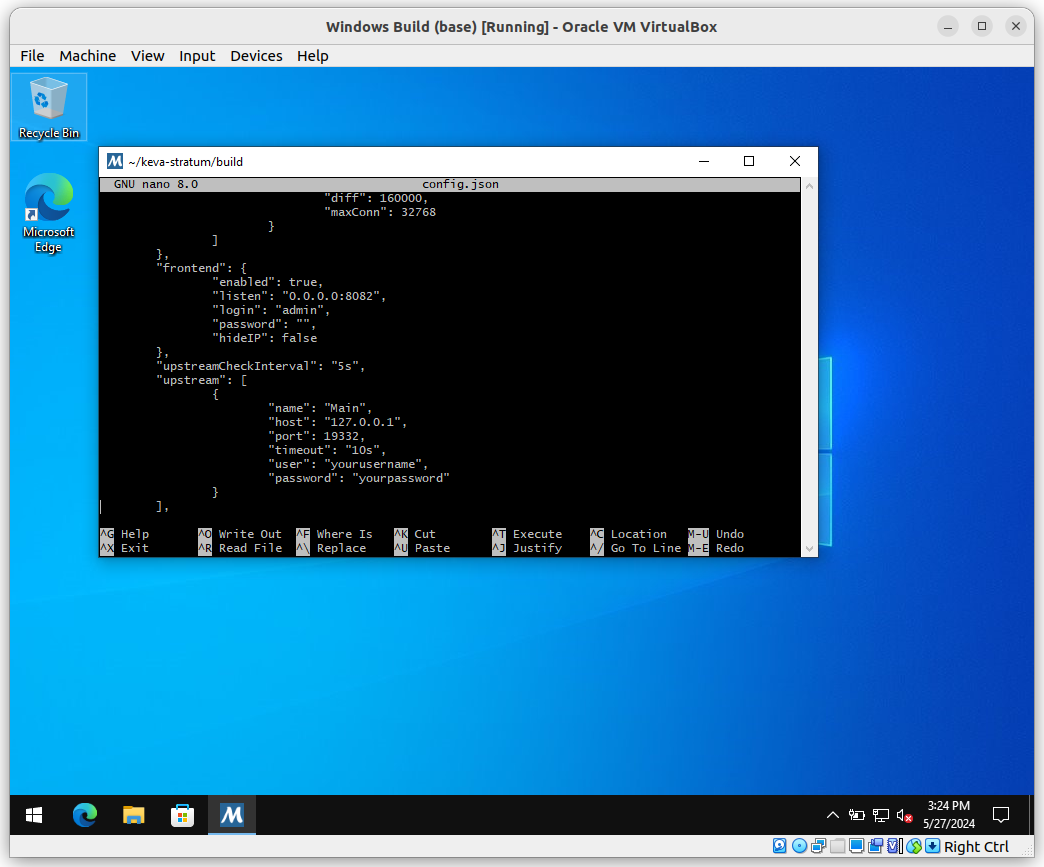 Windows Build (base) [Running] - Oracle VM VirtualBox
File Machine View Input Devices Help
Recycle Bin
Microsoft
Edge
~/keva-stratum/build
GNU nano 8.0 config.json
"diff": 160000,
"maxConn": 32768
}
]
},
"frontend": {
"enabled": true,
"listen": "0.0.0.0:8082",
"login": "admin",
"password": "",
"hideIP": false
},
"upstreamCheckInterval": "5s",
"upstream": [
{
"name": "Main",
"host": "127.0.0.1",
"port": 19332,
"timeout": "10s",
"user": "yourusername",
"password": "yourpassword"
}
],
^G Help ^O Write Out ^F Where Is ^K Cut ^T Execute ^C Location M-U Undo
^X Exit ^R Read File ^\ Replace ^U Paste ^J Justify ^/ Go To Line M-E Redo
3:24 PM
5/27/2024
Right Ctrl